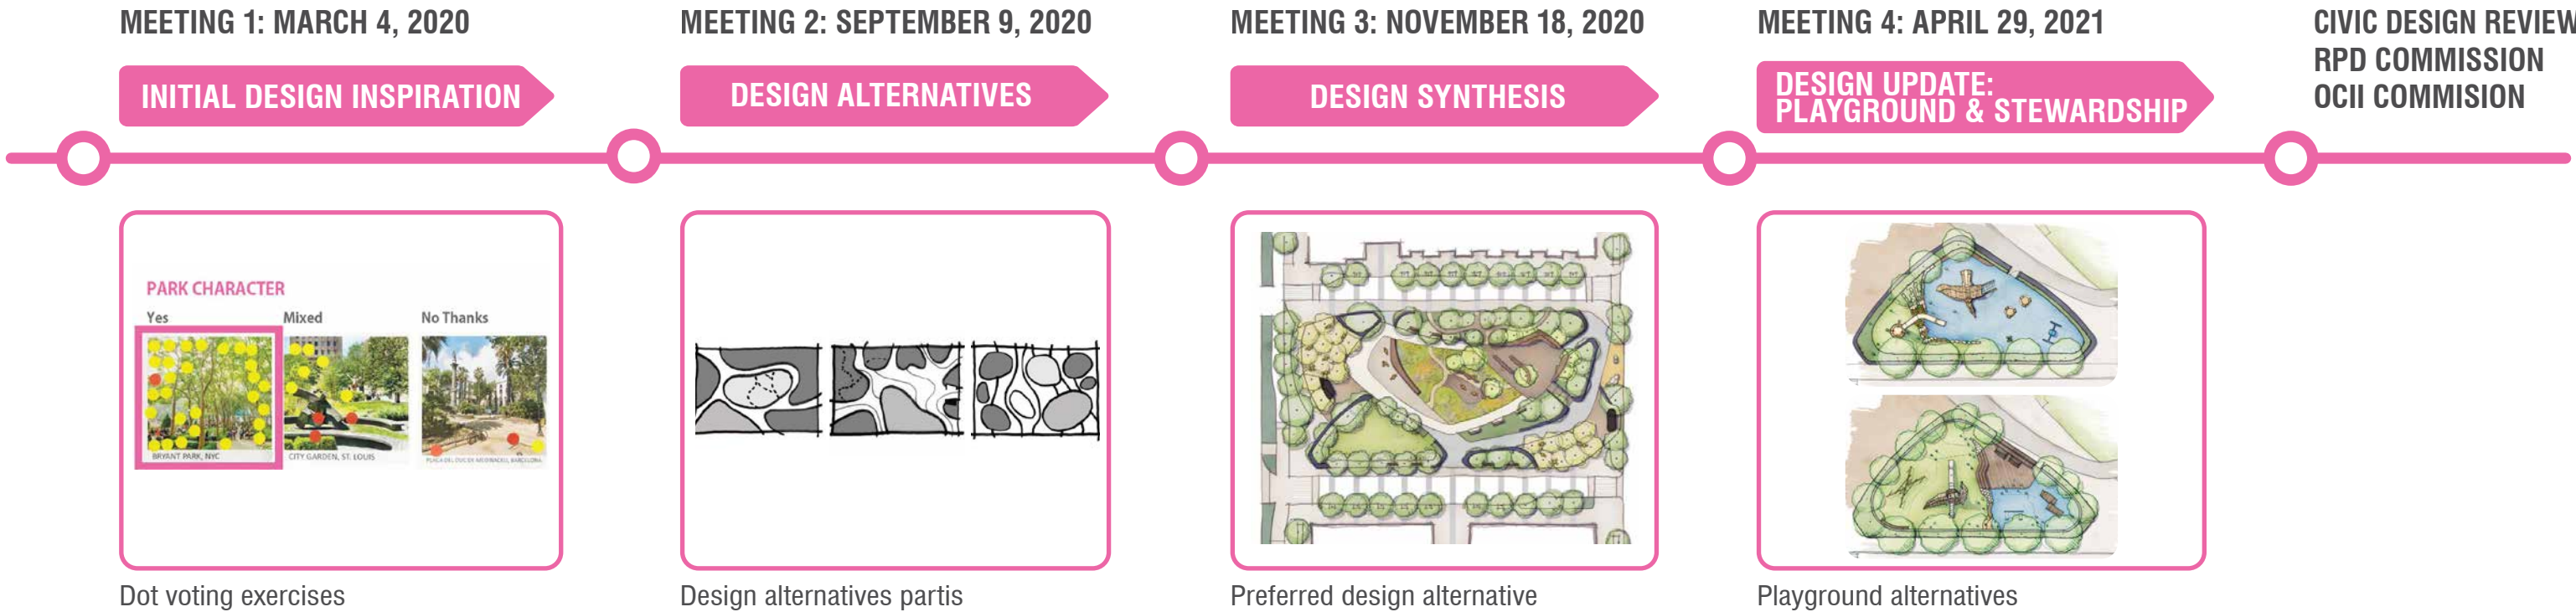 MEETING 1: MARCH 4, 2020
INITIAL DESIGN INSPIRATION
PARK CHARACTER
Yes
Mixed
No Thanks
BRYANT PARK, NYC
CITY GARDEN, ST. LOUIS
BARCELONA
Dot voting exercises
MEETING 2: SEPTEMBER 9, 2020
DESIGN ALTERNATIVES
Design alternatives partis
MEETING 3: NOVEMBER 18, 2020
DESIGN SYNTHESIS
Preferred design alternative
MEETING 4: APRIL 29, 2021
DESIGN UPDATE:
PLAYGROUND & STEWARDSHIP
Playground alternatives
CIVIC DESIGN REVIEW
RPD COMMISSION
OCII COMMISION